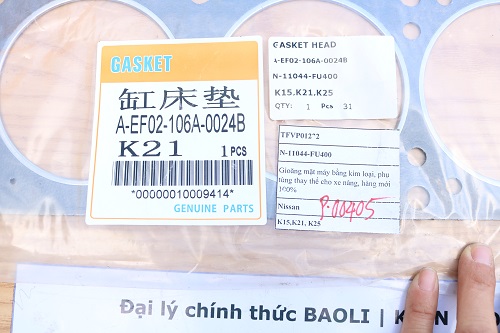 GASKET
缸床垫
A-EF02-106A-0024B
K21 1 PCS
*00000010009414*
GENUINE PARTS
GASKET HEAD
A-EF02-106A-0024B
N-11044-FU400
K15,K21,K25
QTY: 1 Pcs 31
N-11044-FU400
Gioăng mặt máy bằng kim loại, phụ
tùng thay thế cho xe nâng, hàng mới
100%
Nissan
P-00405
K15,K21, K25
Đại lý chính thức BAOLI |